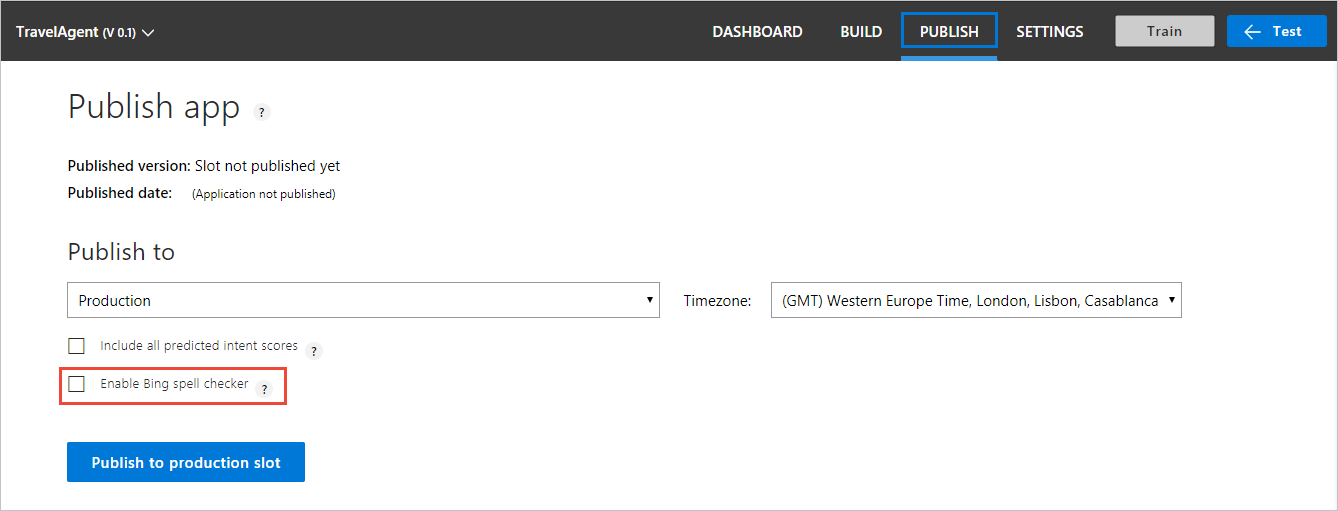 TravelAgent (V 0.1) DASHBOARD BUILD PUBLISH SETTINGS Train Test
Publish app ?
Published version: Slot not published yet
Published date: (Application not published)
Publish to
Production Timezone: (GMT) Western Europe Time, London, Lisbon, Casablanca
Include all predicted intent scores ?
Enable Bing spell checker ?
Publish to production slot